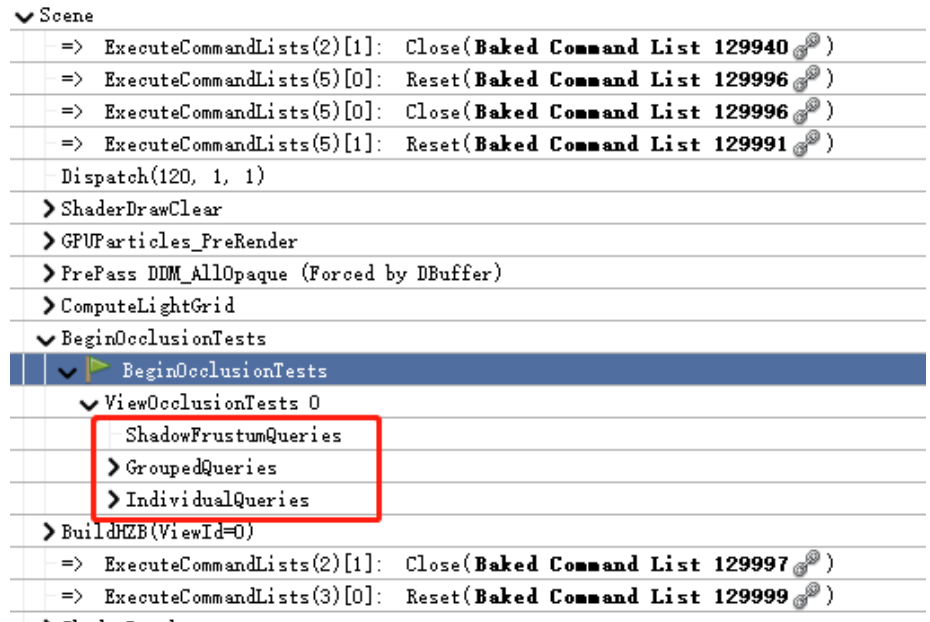 Scene
=> ExecuteCommandLists(2)[1]: Close(Baked Command List 129940)
=> ExecuteCommandLists(5)[0]: Reset(Baked Command List 129996)
=> ExecuteCommandLists(5)[0]: Close(Baked Command List 129996)
=> ExecuteCommandLists(5)[1]: Reset(Baked Command List 129991)
Dispatch(120, 1, 1)
ShaderDrawClear
GPUParticles_PreRender
PrePass DDM_AllOpaque (Forced by DBuffer)
ComputeLightGrid
BeginOcclusionTests
BeginOcclusionTests
ViewOcclusionTests 0
ShadowFrustumQueries
GroupedQueries
IndividualQueries
BuildHZB(ViewId=0)
=> ExecuteCommandLists(2)[1]: Close(Baked Command List 129997)
=> ExecuteCommandLists(3)[0]: Reset(Baked Command List 129999)